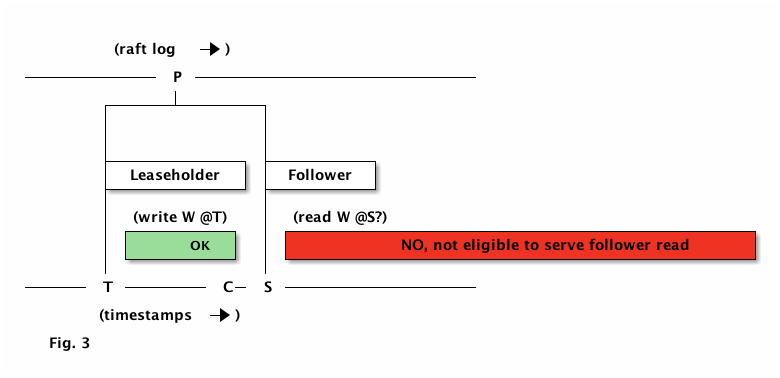 (raft log → )
P
Leaseholder Follower
(write W @T) (read W @S?)
OK NO, not eligible to serve follower read
T C S
(timestamps → )
Fig. 3